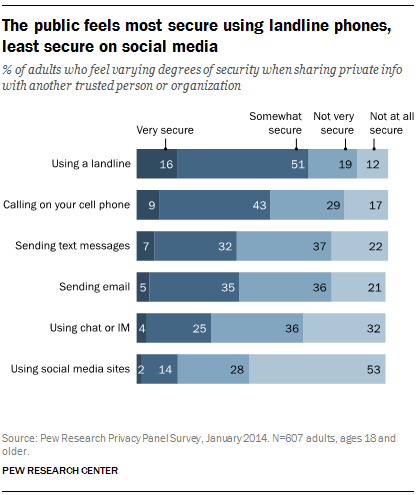 The public feels most secure using landline phones,
least secure on social media
% of adults who feel varying degrees of security when sharing private info
with another trusted person or organization
Very secure
Somewhat secure
Not very secure
Not at all secure
Using a landline 16 51 19 12
Calling on your cell phone 9 43 29 17
Sending text messages 7 32 37 22
Sending email 5 35 36 21
Using chat or IM 4 25 36 32
Using social media sites 2 14 28 53
Source: Pew Research Privacy Panel Survey, January 2014. N=607 adults, ages 18 and
older.
PEW RESEARCH CENTER